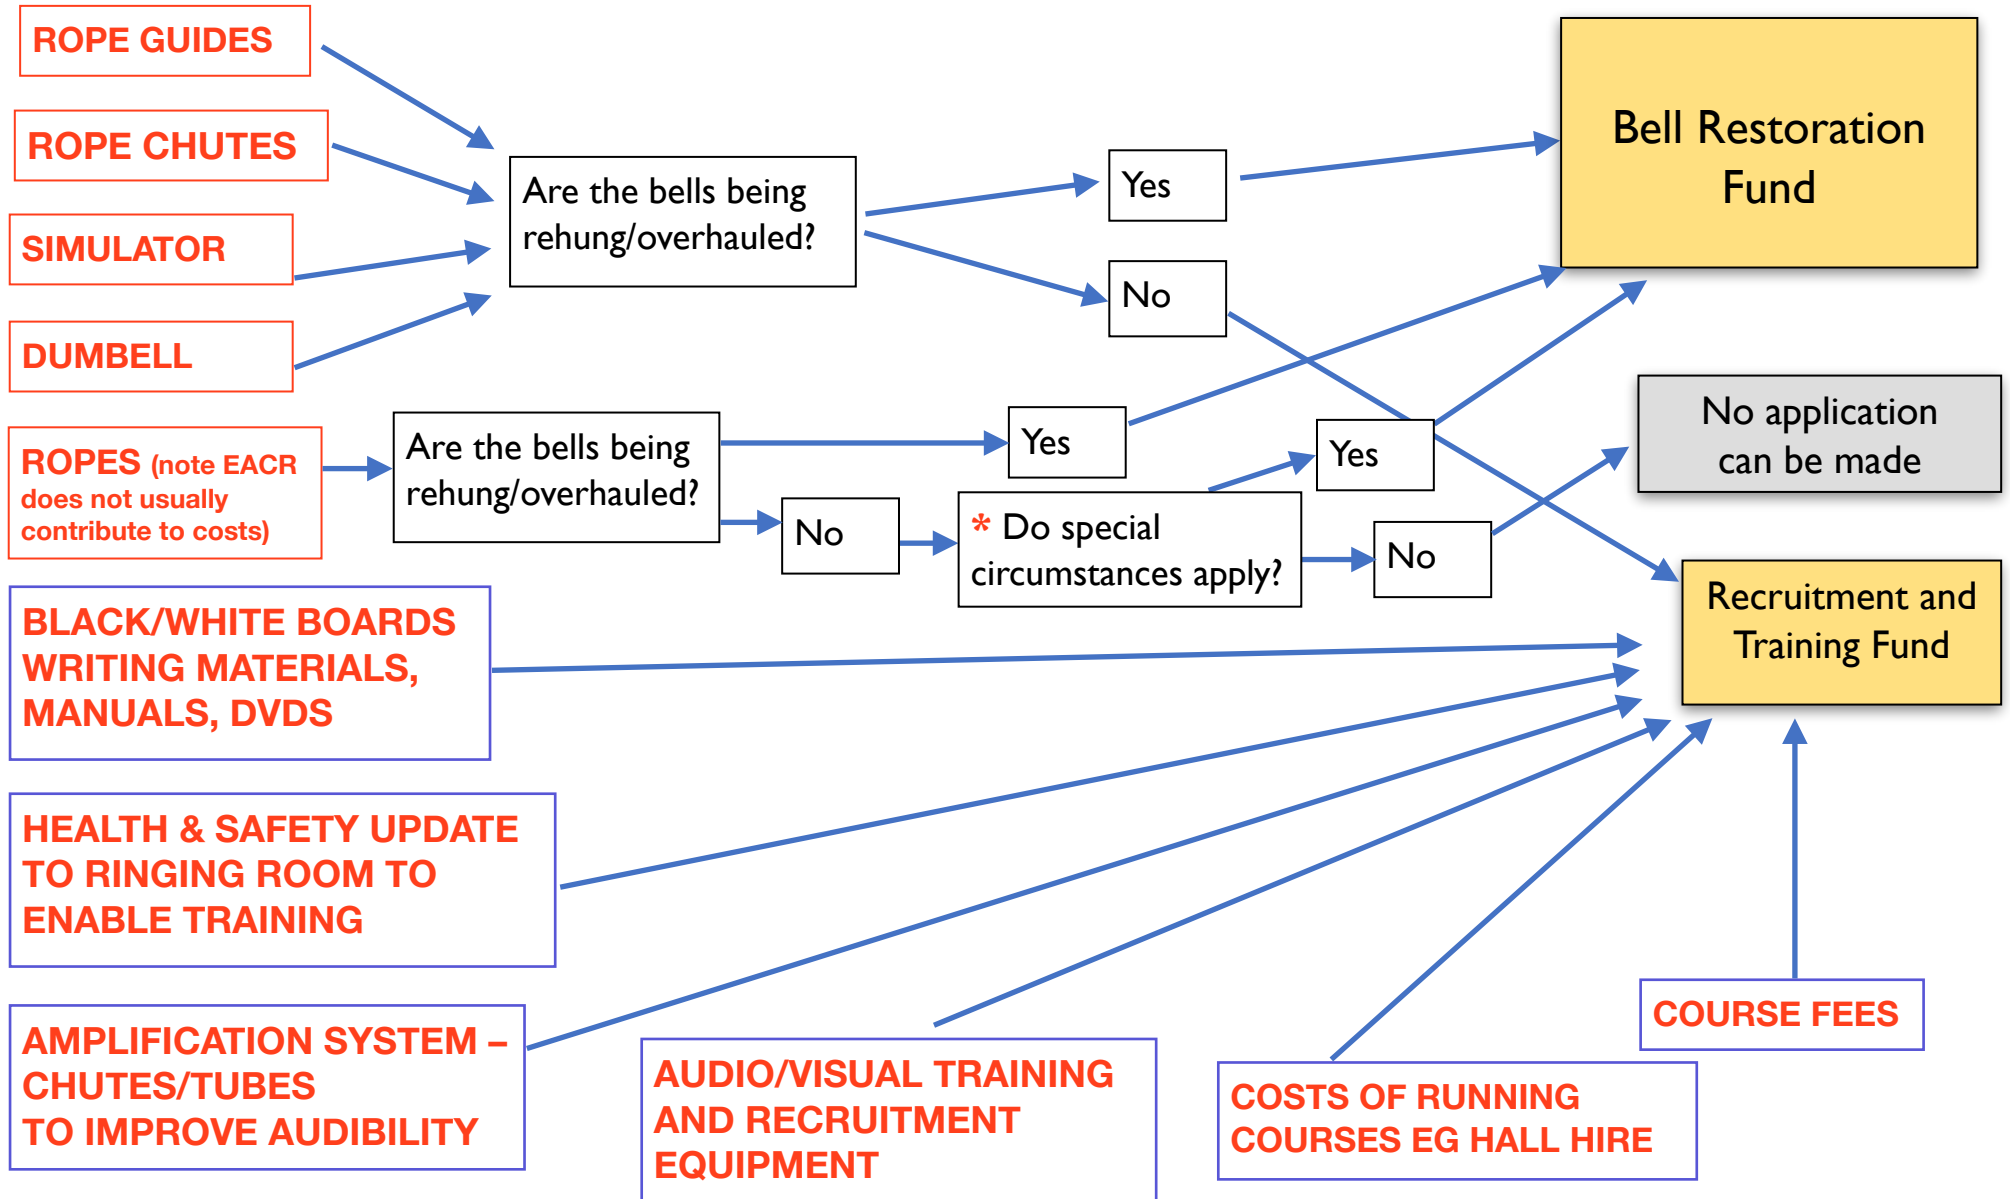 ROPE GUIDES
ROPE CHUTES
SIMULATOR
DUMBELL
Are the bells being
rehung/overhauled?
Yes
No
Bell Restoration
Fund
ROPES (note EACR
does not usually
contribute to costs)
Are the bells being
rehung/overhauled?
Yes
No
* Do special
circumstances apply?
Yes
No
No application
can be made
Recruitment and
Training Fund
BLACK/WHITE BOARDS
WRITING MATERIALS,
MANUALS, DVDS
HEALTH & SAFETY UPDATE
TO RINGING ROOM TO
ENABLE TRAINING
AMPLIFICATION SYSTEM –
CHUTES/TUBES
TO IMPROVE AUDIBILITY
AUDIO/VISUAL TRAINING
AND RECRUITMENT
EQUIPMENT
COSTS OF RUNNING
COURSES EG HALL HIRE
COURSE FEES